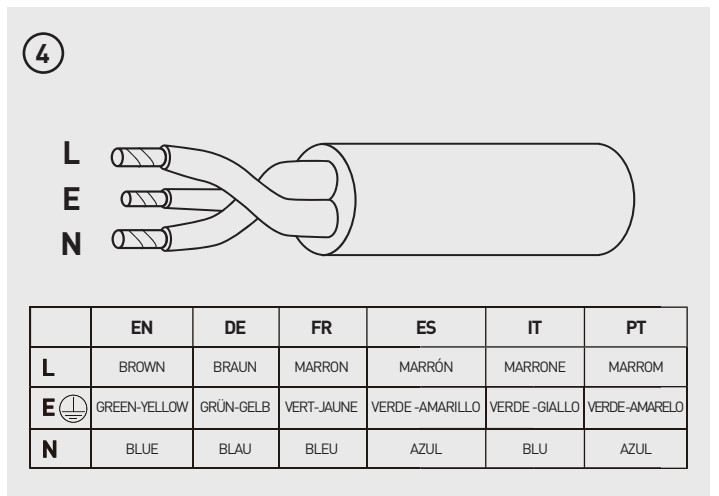 4
L
E
N
EN DE FR ES IT PT
L BROWN BRAUN MARRON MARRÓN MARRONE MARROM
E GREEN-YELLOW GRÜN-GELB VERT-JAUNE VERDE -AMARILLO VERDE -GIALLO VERDE-AMARELO
N BLUE BLAU BLEU AZUL BLU AZUL